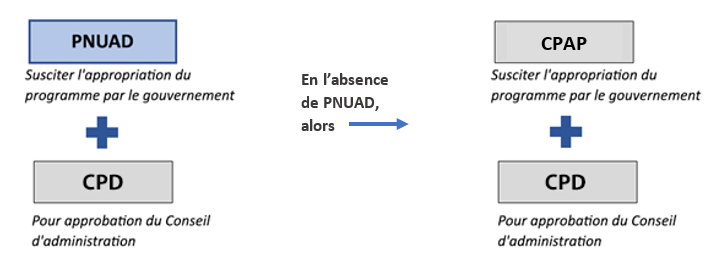 PNUAD
Susciter l'appropriation du
programme par le gouvernement
CPD
Pour approbation du Conseil
d'administration
En l’absence
de PNUAD,
alors
CPAP
Susciter l'appropriation du
programme par le gouvernement
CPD
Pour approbation du Conseil
d'administration